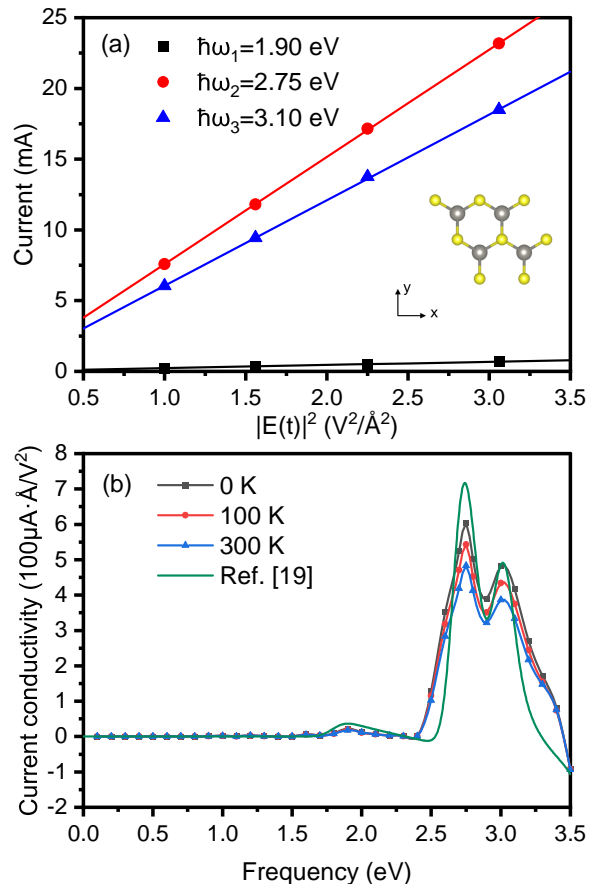 (a)
ħω₁=1.90 eV
ħω₂=2.75 eV
ħω₃=3.10 eV
25
20
15
10
5
0
Current (mA)
y
x
0.5 1.0 1.5 2.0 2.5 3.0 3.5
|E(t)|² (V²/Å²)
(b)
0 K
100 K
300 K
Ref. [19]
8
7
6
5
4
3
2
1
0
-1
-2
Current conductivity (100μA·Å/V²)
0.0 0.5 1.0 1.5 2.0 2.5 3.0 3.5
Frequency (eV)